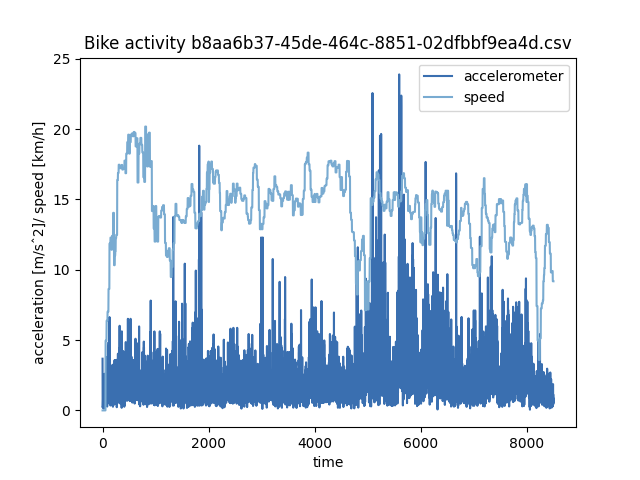 Bike activity b8aa6b37-45de-464c-8851-02dfbbf9ea4d.csv
accelerometer
speed
acceleration [m/s^2]/ speed [km/h]
25
20
15
10
5
0
0 2000 4000 6000 8000
time